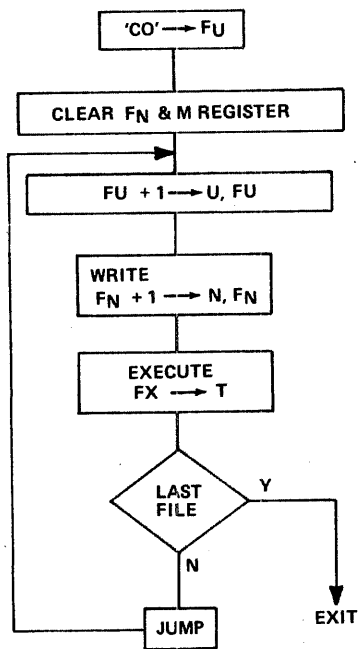 'CO' → FU
CLEAR FN & M REGISTER
FU + 1 → U, FU
WRITE
FN + 1 → N, FN
EXECUTE
FX → T
LAST
FILE
Y
N
EXIT
JUMP